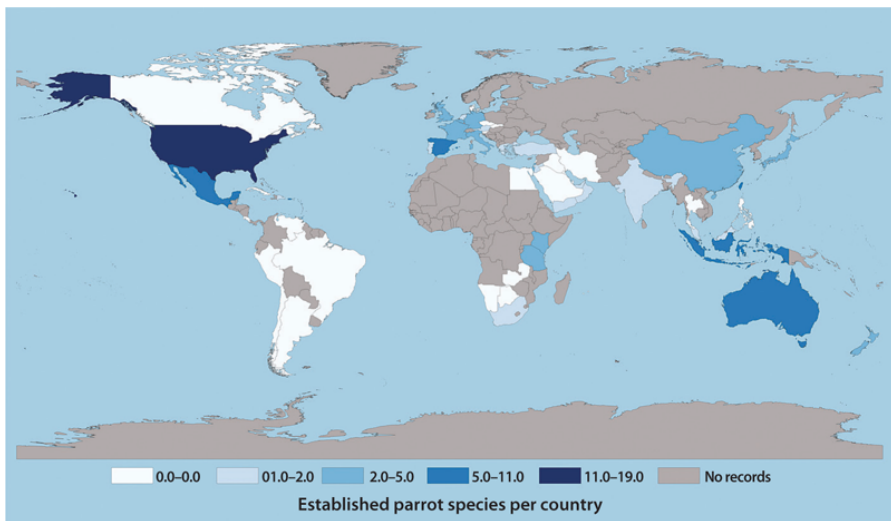 0.0–0.0 01.0–2.0 2.0–5.0 5.0–11.0 11.0–19.0 No records
Established parrot species per country